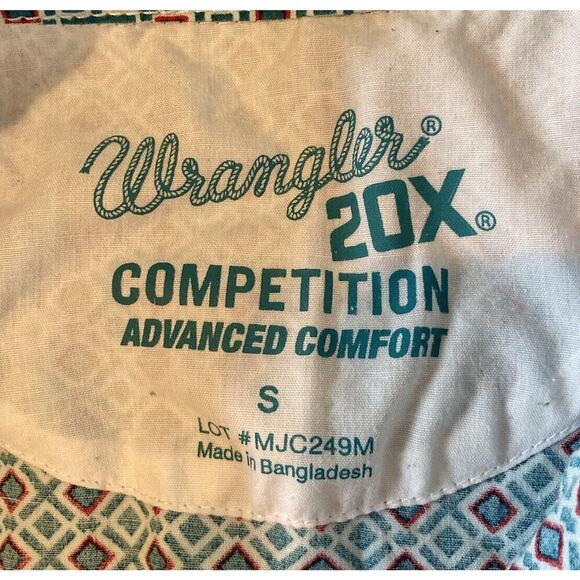 Wrangler®
20X®
COMPETITION
ADVANCED COMFORT
S
LOT #MJC249M
Made in Bangladesh